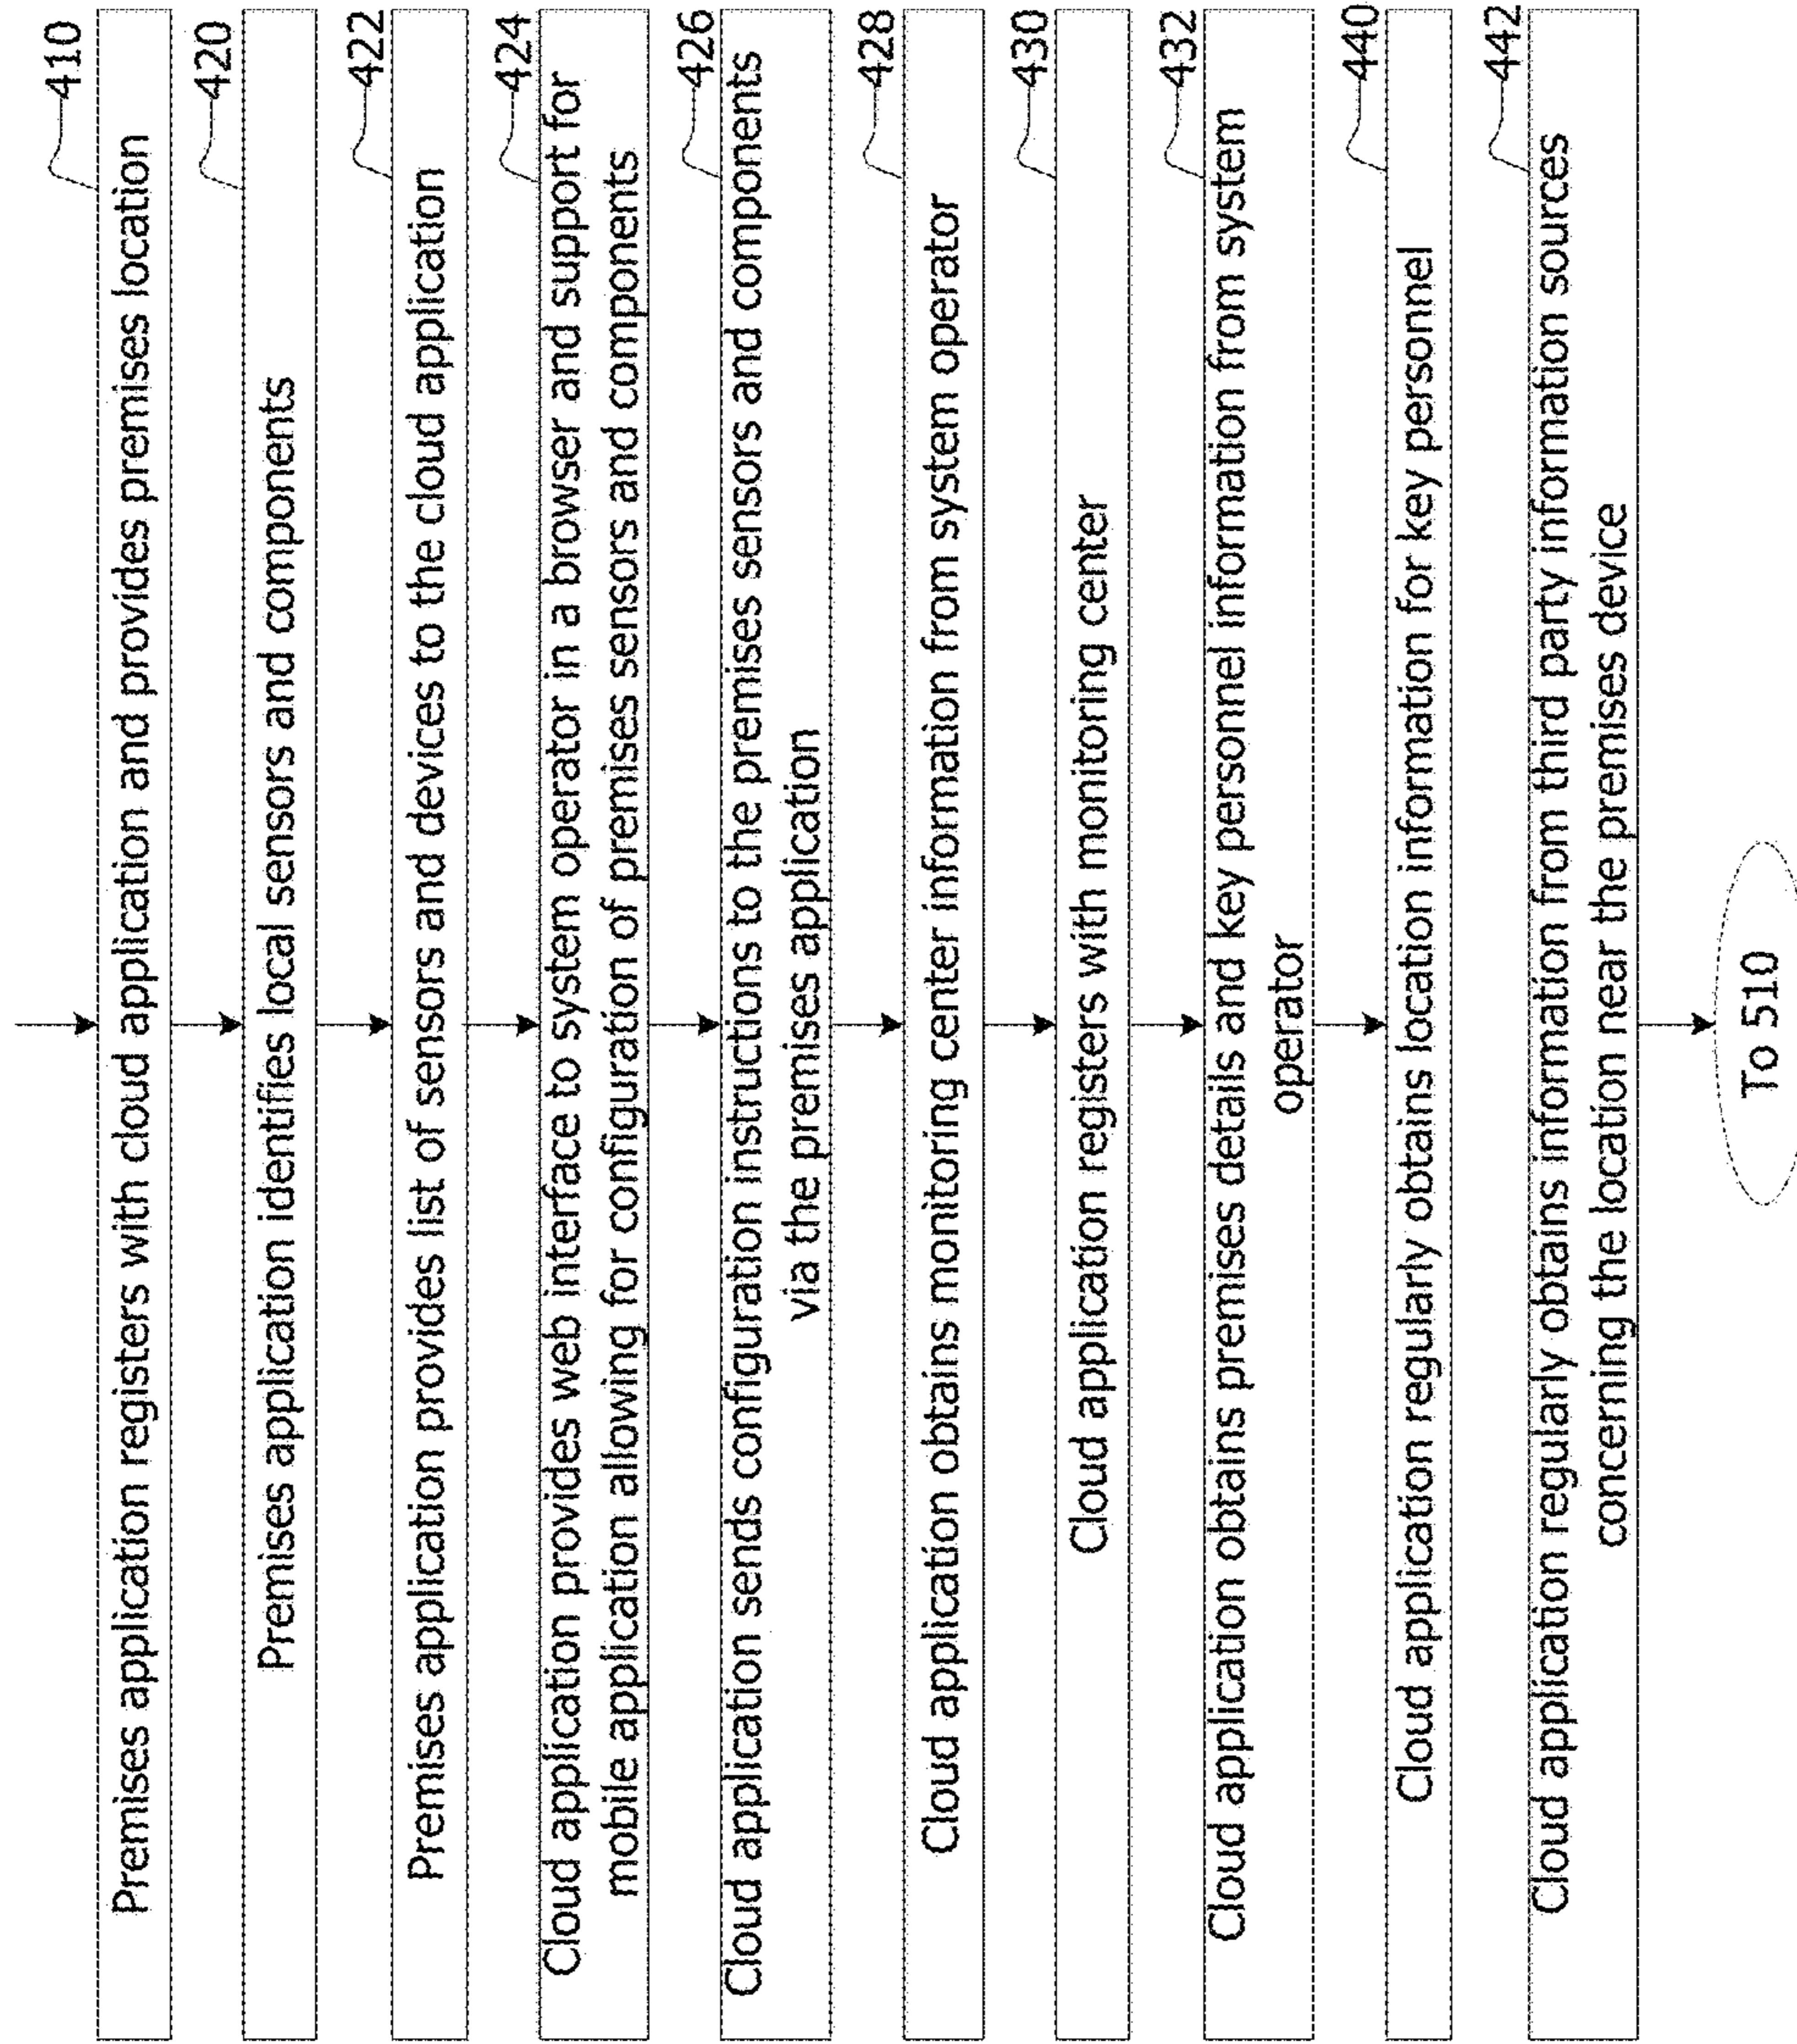 410
Premises application registers with cloud application and provides premises location
420
Premises application identifies local sensors and components
422
Premises application provides list of sensors and devices to the cloud application
424
Cloud application provides web interface to system operator in a browser and support for
mobile application allowing for configuration of premises sensors and components
426
Cloud application sends configuration instructions to the premises sensors and components
via the premises application
428
Cloud application obtains monitoring center information from system operator
430
Cloud application registers with monitoring center
432
Cloud application obtains premises details and key personnel information from system
operator
440
Cloud application regularly obtains location information for key personnel
442
Cloud application regularly obtains information from third party information sources
concerning the location near the premises device
To 510